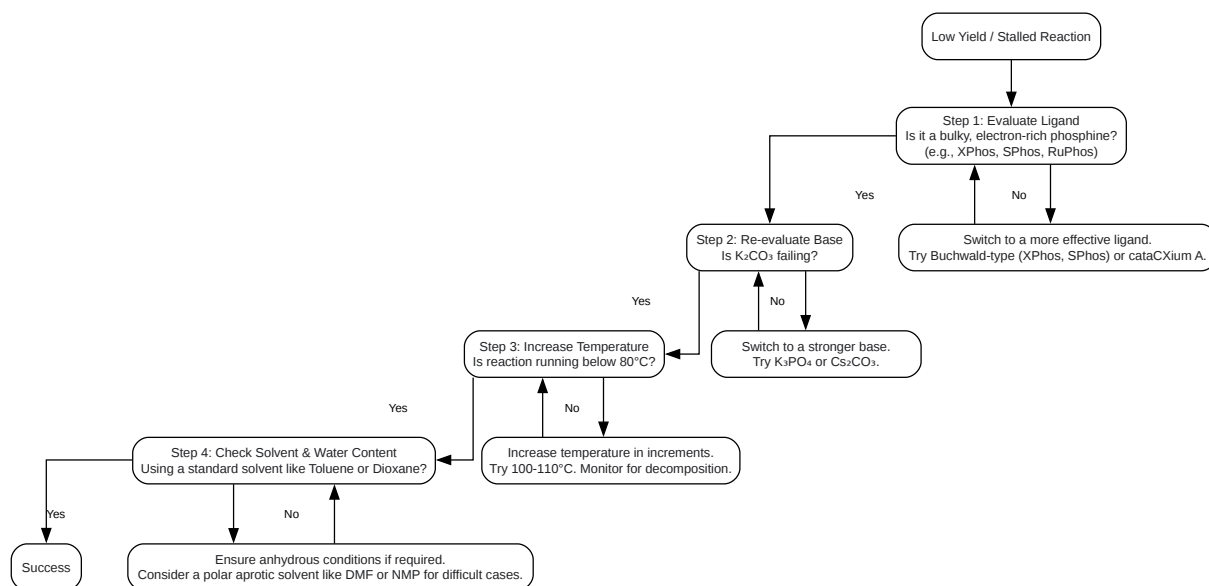 Low Yield / Stalled Reaction
Step 1: Evaluate Ligand
Is it a bulky, electron-rich phosphine?
(e.g., XPhos, SPhos, RuPhos)
Yes
No
Switch to a more effective ligand.
Try Buchwald-type (XPhos, SPhos) or cataCXium A.
Step 2: Re-evaluate Base
Is K₂CO₃ failing?
Yes
No
Switch to a stronger base.
Try K₃PO₄ or Cs₂CO₃.
Step 3: Increase Temperature
Is reaction running below 80°C?
Yes
No
Increase temperature in increments.
Try 100-110°C. Monitor for decomposition.
Step 4: Check Solvent & Water Content
Using a standard solvent like Toluene or Dioxane?
Yes
No
Success
Ensure anhydrous conditions if required.
Consider a polar aprotic solvent like DMF or NMP for difficult cases.